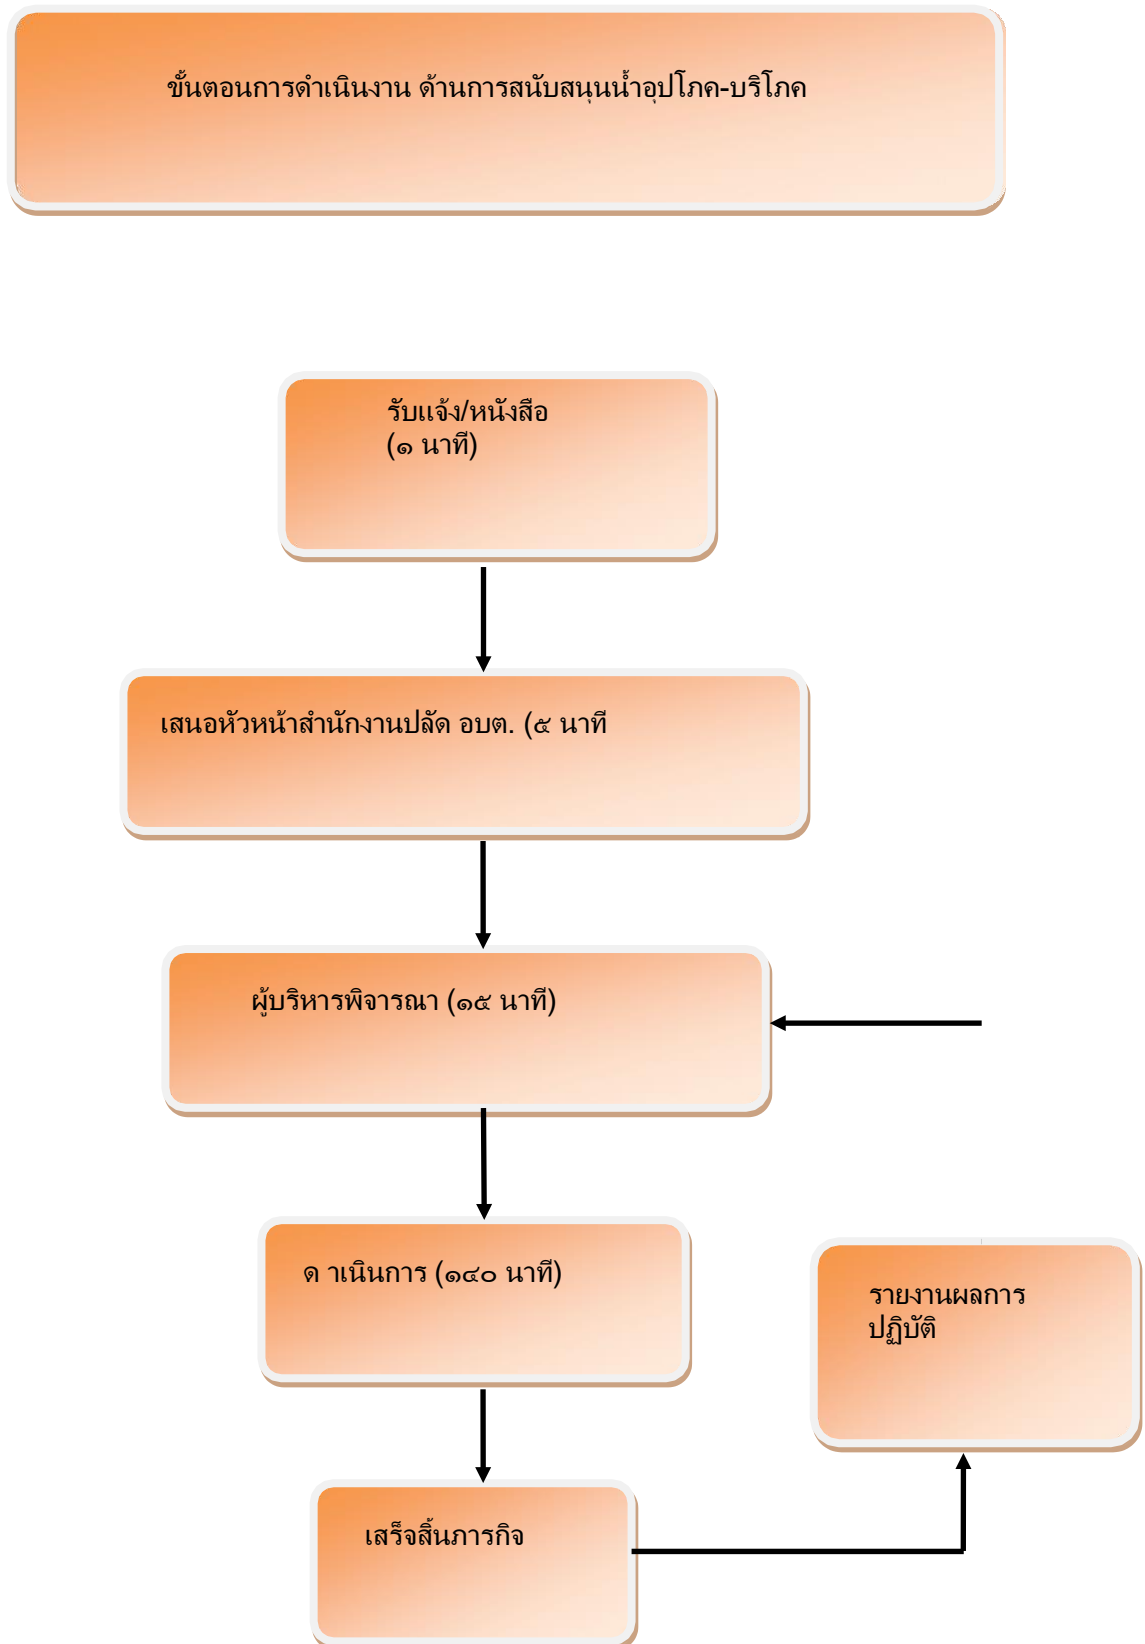 ขั้นตอนการดำเนินงาน ด้านการสนับสนุนน้ำอุปโภค-บริโภค
รับแจ้ง/หนังสือ
(๑ นาที)
เสนอหัวหน้าสำนักงานปลัด อบต. (๕ นาที
ผู้บริหารพิจารณา (๑๕ นาที)
ด าเนินการ (๑๔๐ นาที)
รายงานผลการ
ปฏิบัติ
เสร็จสิ้นภารกิจ